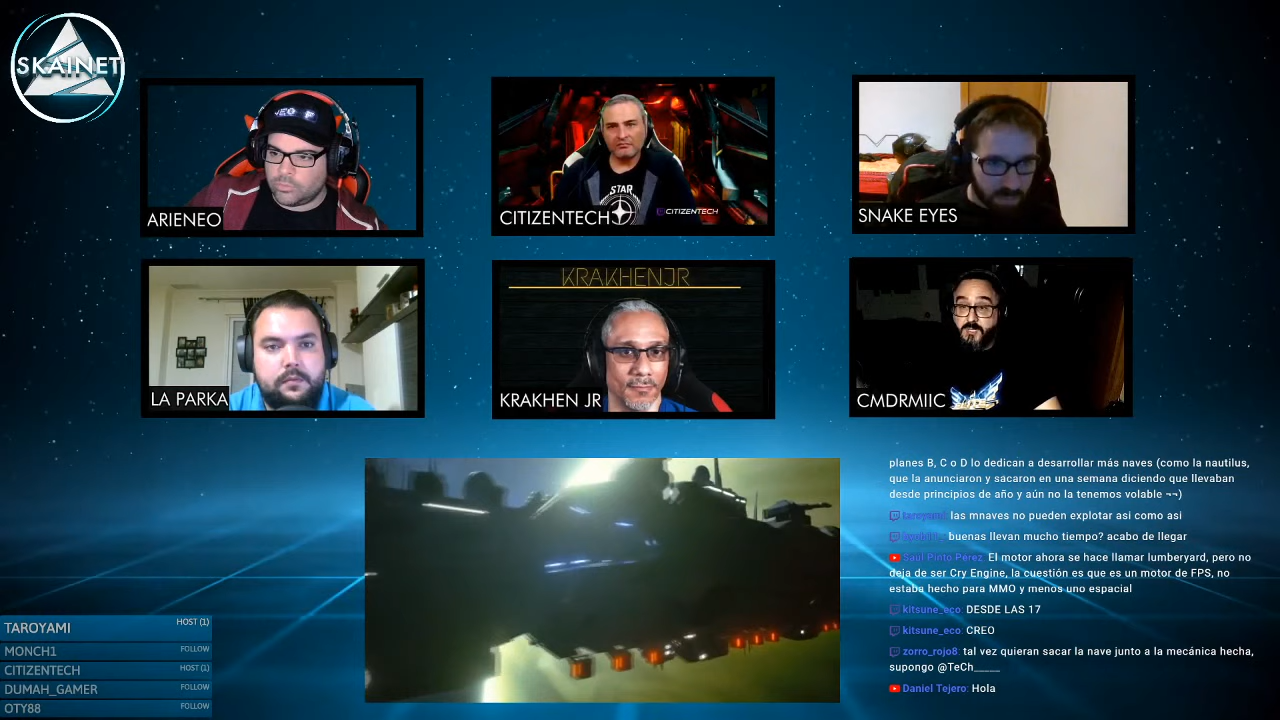 SKAINET
ARIENEO
STAR
CITIZENTECH
CITIZENTECH
SNAKE EYES
LA PARKA
KRAKHENJR
KRAKHEN JR
CMDRMIIC
planes B, C o D lo dedican a desarrollar más naves (como la nautilus,
que la anunciaron y sacaron en una semana diciendo que llevaban
desde principios de año y aún no la tenemos volable ¬¬)
taroyami: las mnaves no pueden explotar asi como asi
buenas llevan mucho tiempo? acabo de llegar
Saul Pinto Perez: El motor ahora se hace llamar lumberyard, pero no
deja de ser Cry Engine, la cuestión es que es un motor de FPS, no
estaba hecho para MMO y menos uno espacial
kitsune_eco: DESDE LAS 17
kitsune_eco: CREO
zorro_rojo8: tal vez quieran sacar la nave junto a la mecánica hecha,
supongo @TeCh_____
Daniel Tejero: Hola
TAROYAMI HOST (1)
MONCH1 FOLLOW
CITIZENTECH HOST (1)
DUMAH_GAMER FOLLOW
OTY88 FOLLOW